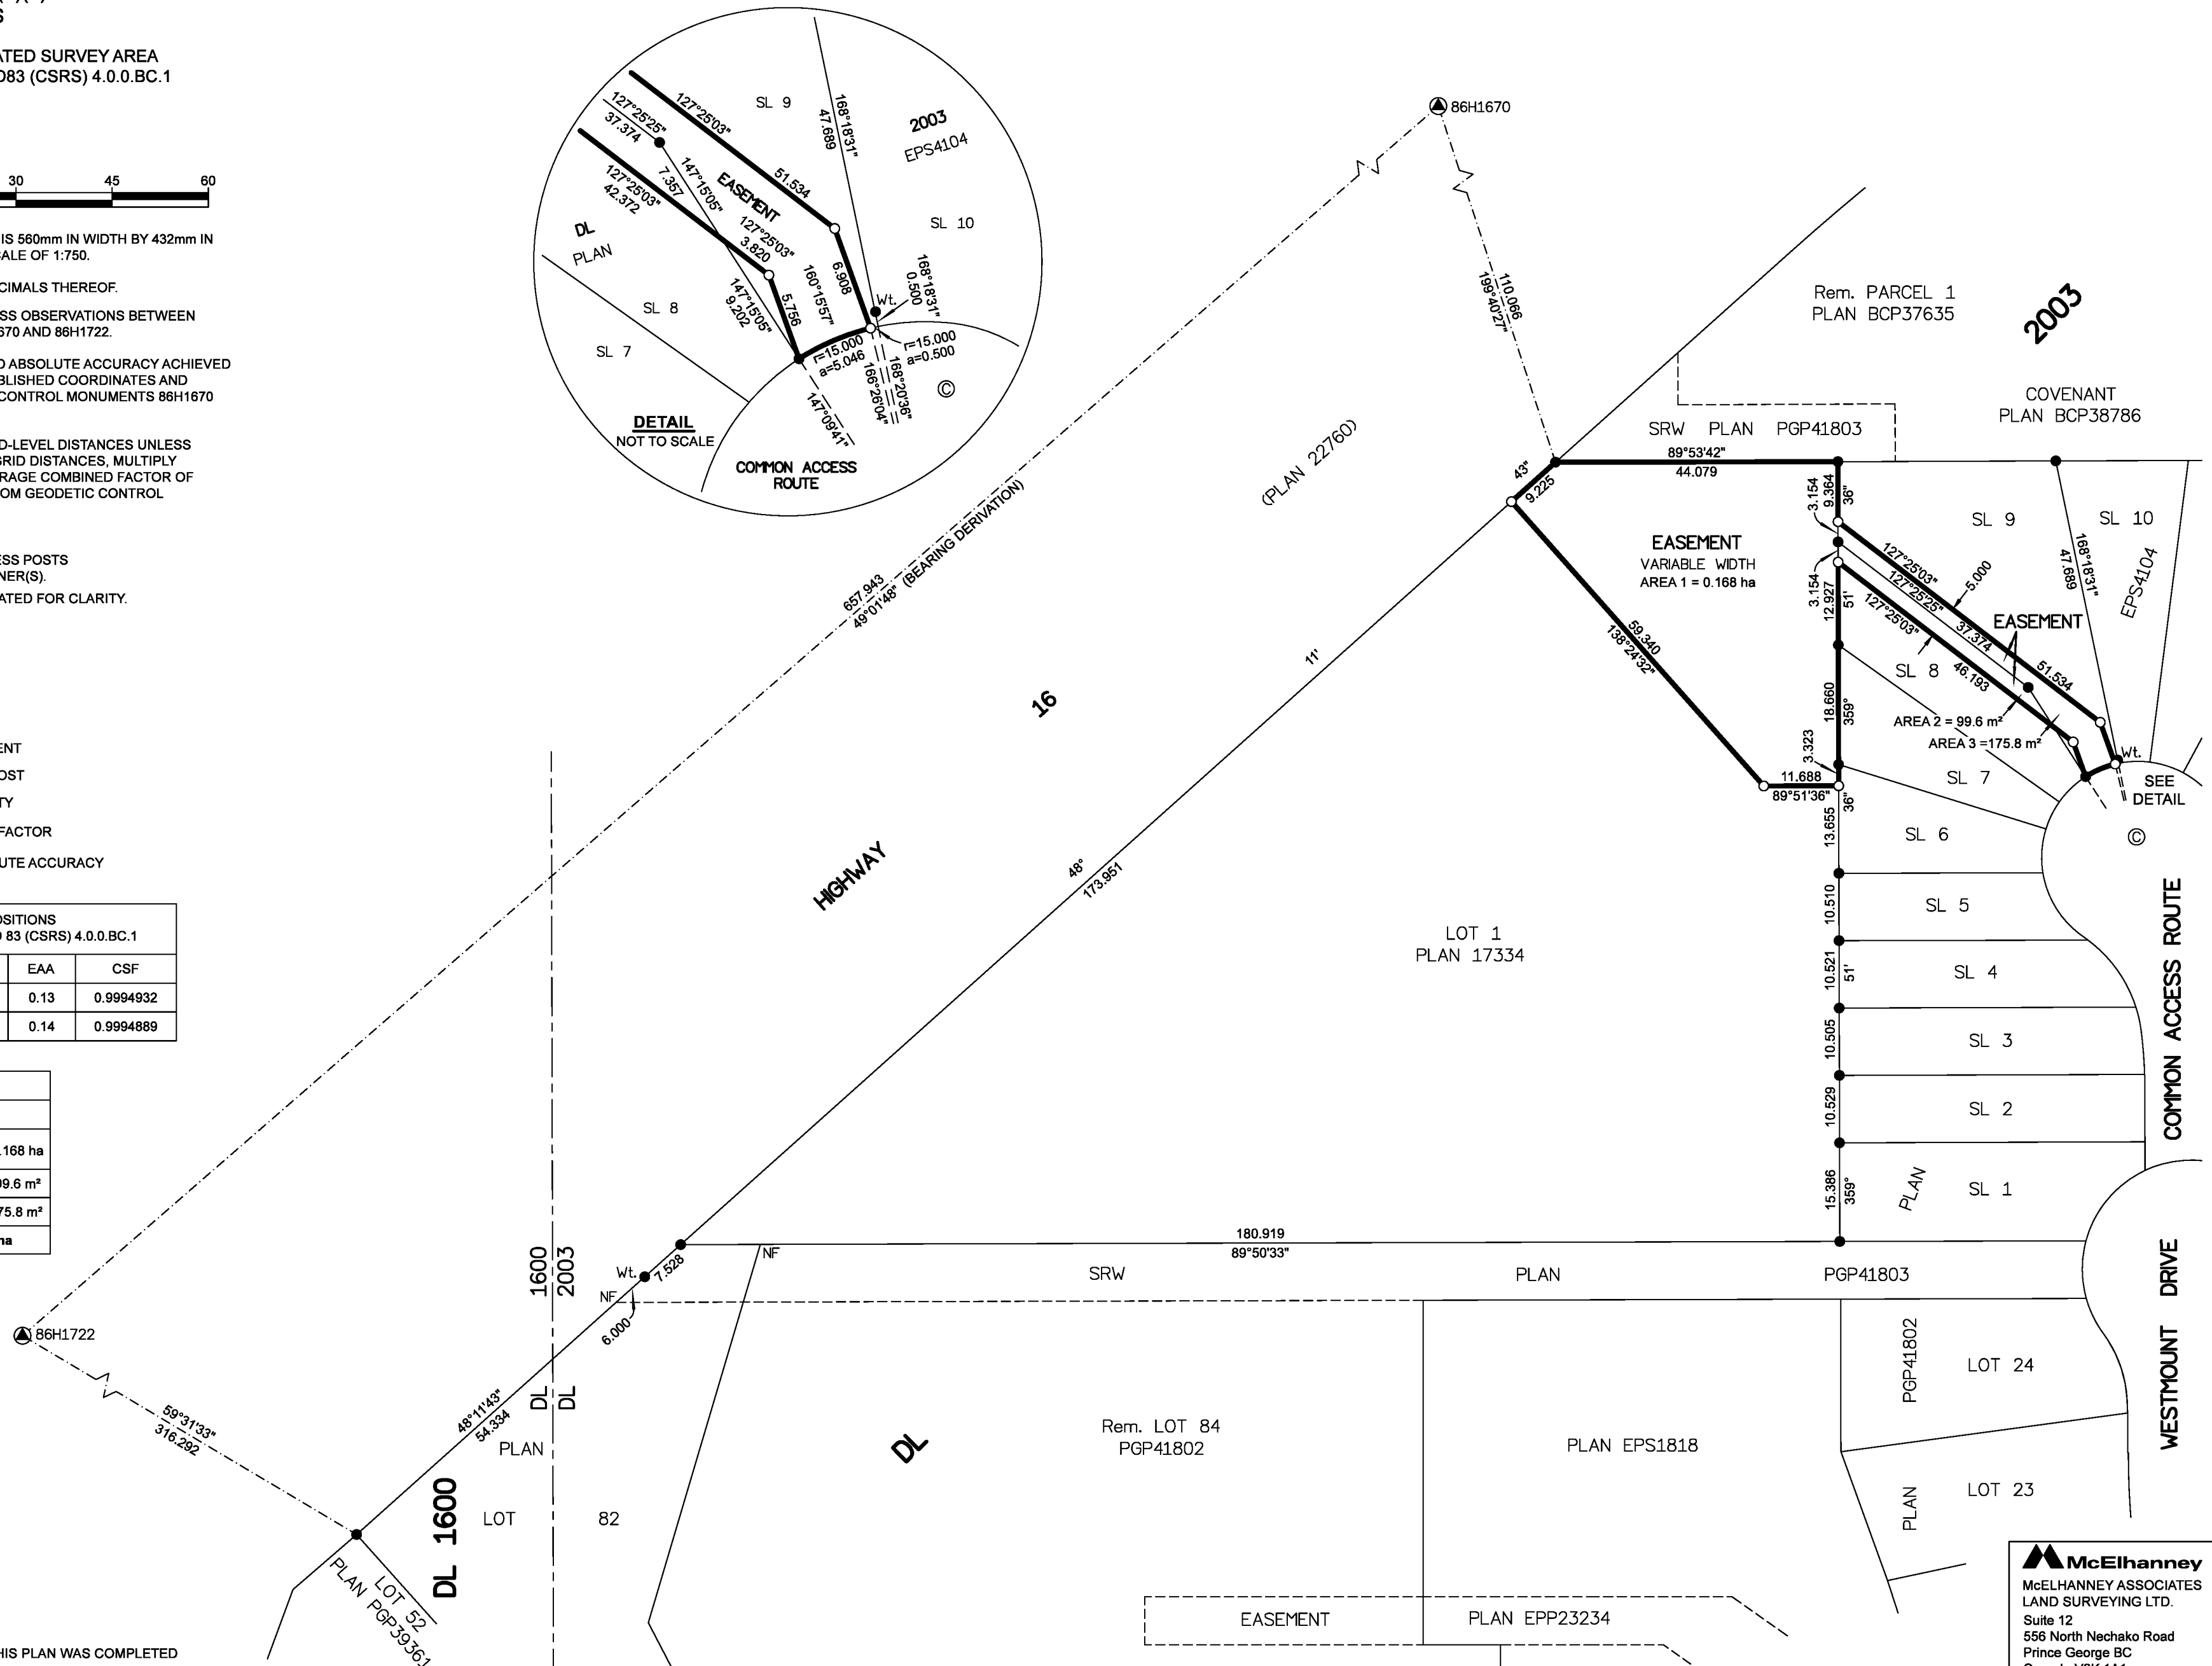 ATED SURVEY AREA
D83 (CSRS) 4.0.0.BC.1
30 45 60
IS 560mm IN WIDTH BY 432mm IN
CALE OF 1:750.
CIMALS THEREOF.
SS OBSERVATIONS BETWEEN
670 AND 86H1722.
D ABSOLUTE ACCURACY ACHIEVED
BLISHED COORDINATES AND
CONTROL MONUMENTS 86H1670
D-LEVEL DISTANCES UNLESS
GRID DISTANCES, MULTIPLY
RAGE COMBINED FACTOR OF
OM GEODETIC CONTROL
ESS POSTS
NER(S).
ATED FOR CLARITY.
ENT
OST
TY
FACTOR
UTE ACCURACY
OSITIONS
D 83 (CSRS) 4.0.0.BC.1
EAA CSF
0.13 0.9994932
0.14 0.9994889
.168 ha
99.6 m²
75.8 m²
ha
HIS PLAN WAS COMPLETED
127°25'25"
37.374
127°25'03"
51.534
SL 9
168°18'31"
47.689
2003
EPS4104
SL 10
127°25'03"
42.372
7.357
147°15'05"
EASEMENT
127°25'03"
3.820
DL
PLAN
SL 8
SL 7
147°15'05"
9.202
5.756
160°15'57"
6.908
168°18'31"
0.500
Wt.
r=15.000
a=5.046
r=15.000
a=0.500
166°26'04"
168°20'36"
147°09'41"
©
DETAIL
NOT TO SCALE
COMMON ACCESS
ROUTE
86H1670
110.066
199°40'27"
657.943
49°01'48" (BEARING DERIVATION)
(PLAN 22760)
Rem. PARCEL 1
PLAN BCP37635
2003
COVENANT
PLAN BCP38786
SRW PLAN PGP41803
89°53'42"
44.079
43"
9.225
3.154
9.364
36"
EASEMENT
VARIABLE WIDTH
AREA 1 = 0.168 ha
3.154
12.927
51'
59.340
138°24'32"
18.660
359°
3.323
11.688
89°51'36"
36"
SL 9
SL 10
168°18'31"
47.689
EPS4104
127°25'03"
127°25'25"
5.000
127°25'03"
37.374
EASEMENT
51.534
46.193
SL 8
AREA 2 = 99.6 m²
AREA 3 =175.8 m²
Wt.
SL 7
SEE
DETAIL
©
13.655
SL 6
10.510
SL 5
10.521
51'
SL 4
10.505
SL 3
10.529
SL 2
15.386
359°
PLAN
SL 1
COMMON ACCESS ROUTE
WESTMOUNT DRIVE
11'
16
HIGHWAY
48°
173.951
LOT 1
PLAN 17334
180.919
89°50'33"
NF
SRW PLAN PGP41803
Wt.
7.528
NF
6.000
1600
2003
DL
DL
86H1722
59°31'33"
316.292
48°11'43"
54.334
PLAN
LOT 82
DL 1600
LOT 52
PLAN PGP39361
DL
Rem. LOT 84
PGP41802
PLAN EPS1818
PGP41802
LOT 24
PLAN
LOT 23
EASEMENT PLAN EPP23234
McElhanney
McELHANNEY ASSOCIATES
LAND SURVEYING LTD.
Suite 12
556 North Nechako Road
Prince George BC